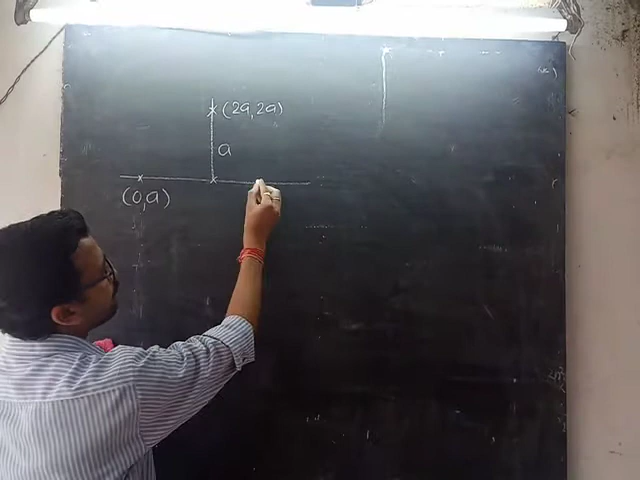 (2a, 2a)
a
(0, a)